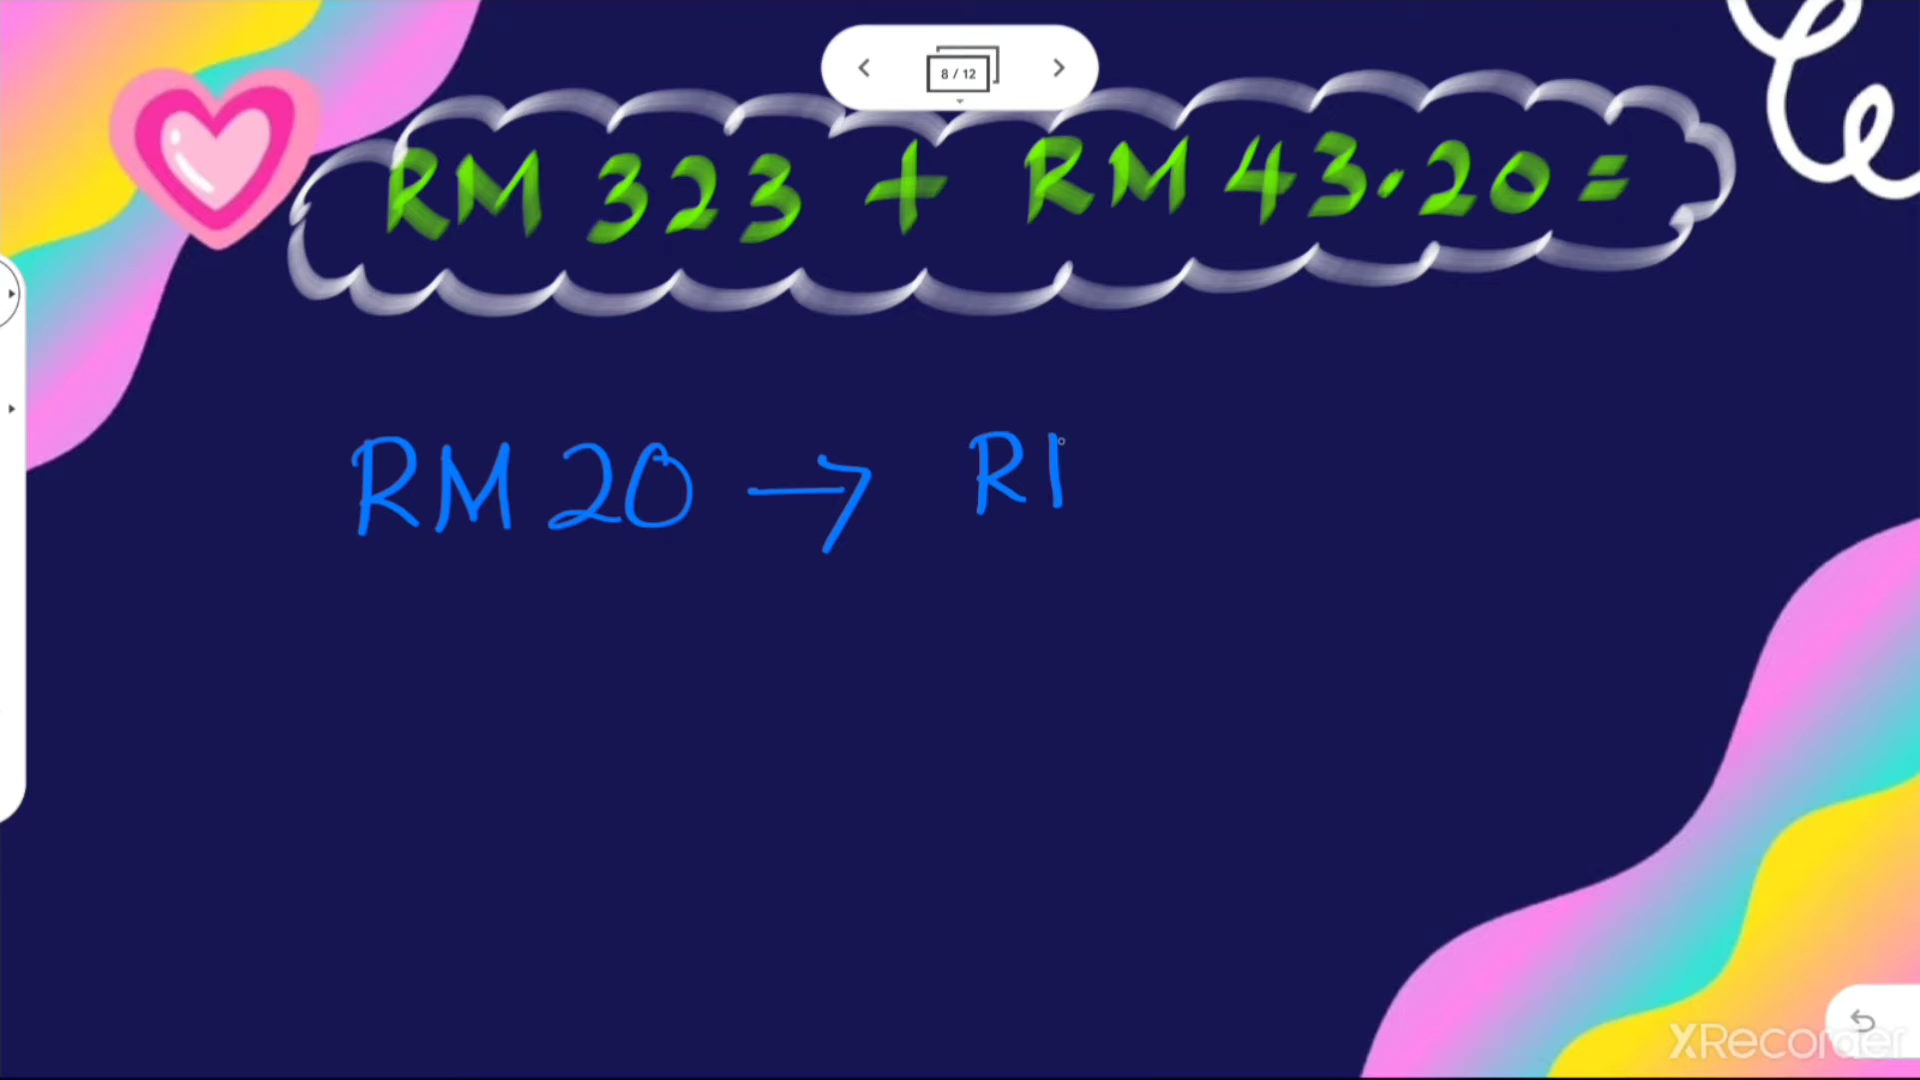 8 / 12
RM 323 + RM 43.20 =
RM 20 → RI
XRecorder